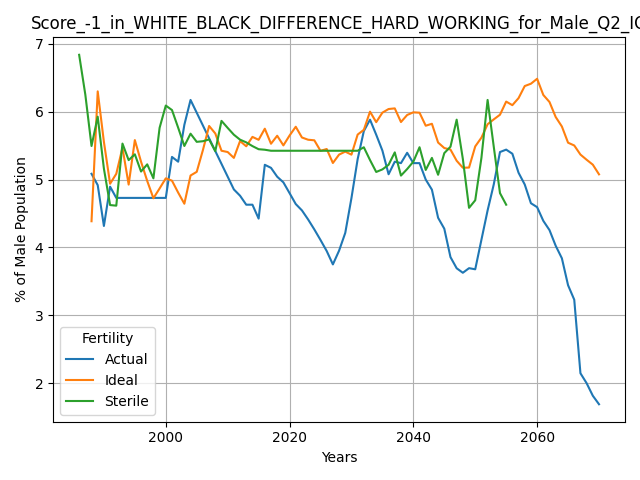 Score_-1_in_WHITE_BLACK_DIFFERENCE_HARD_WORKING_for_Male_Q2_IQ
7
6
5
4
3
2
% of Male Population
Fertility
Actual
Ideal
Sterile
2000
2020
2040
2060
Years